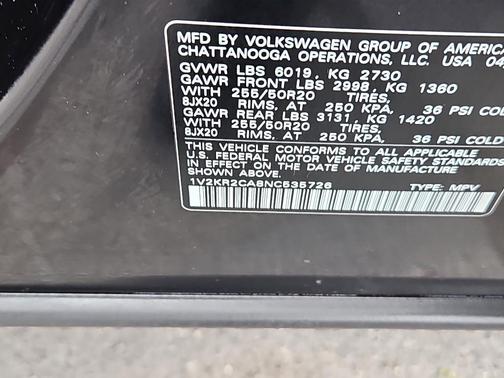 MFD BY VOLKSWAGEN GROUP OF AMERICA
CHATTANOOGA OPERATIONS, LLC. USA 04
GVWR LBS 6019, KG 2730
GAWR FRONT LBS 2998, KG 1360
WITH 255/50R20 TIRES,
8JX20 RIMS, AT 250 KPA, 36 PSI COLD
GAWR REAR LBS 3131, KG 1420
WITH 255/50R20 TIRES,
8JX20 RIMS, AT 250 KPA, 36 PSI COLD
THIS VEHICLE CONFORMS TO ALL APPLICABLE
U.S. FEDERAL MOTOR VEHICLE SAFETY STANDARDS
IN EFFECT ON THE DATE OF MANUFACTURE
SHOWN ABOVE.
1V2KR2CA8NC535726 TYPE: MPV